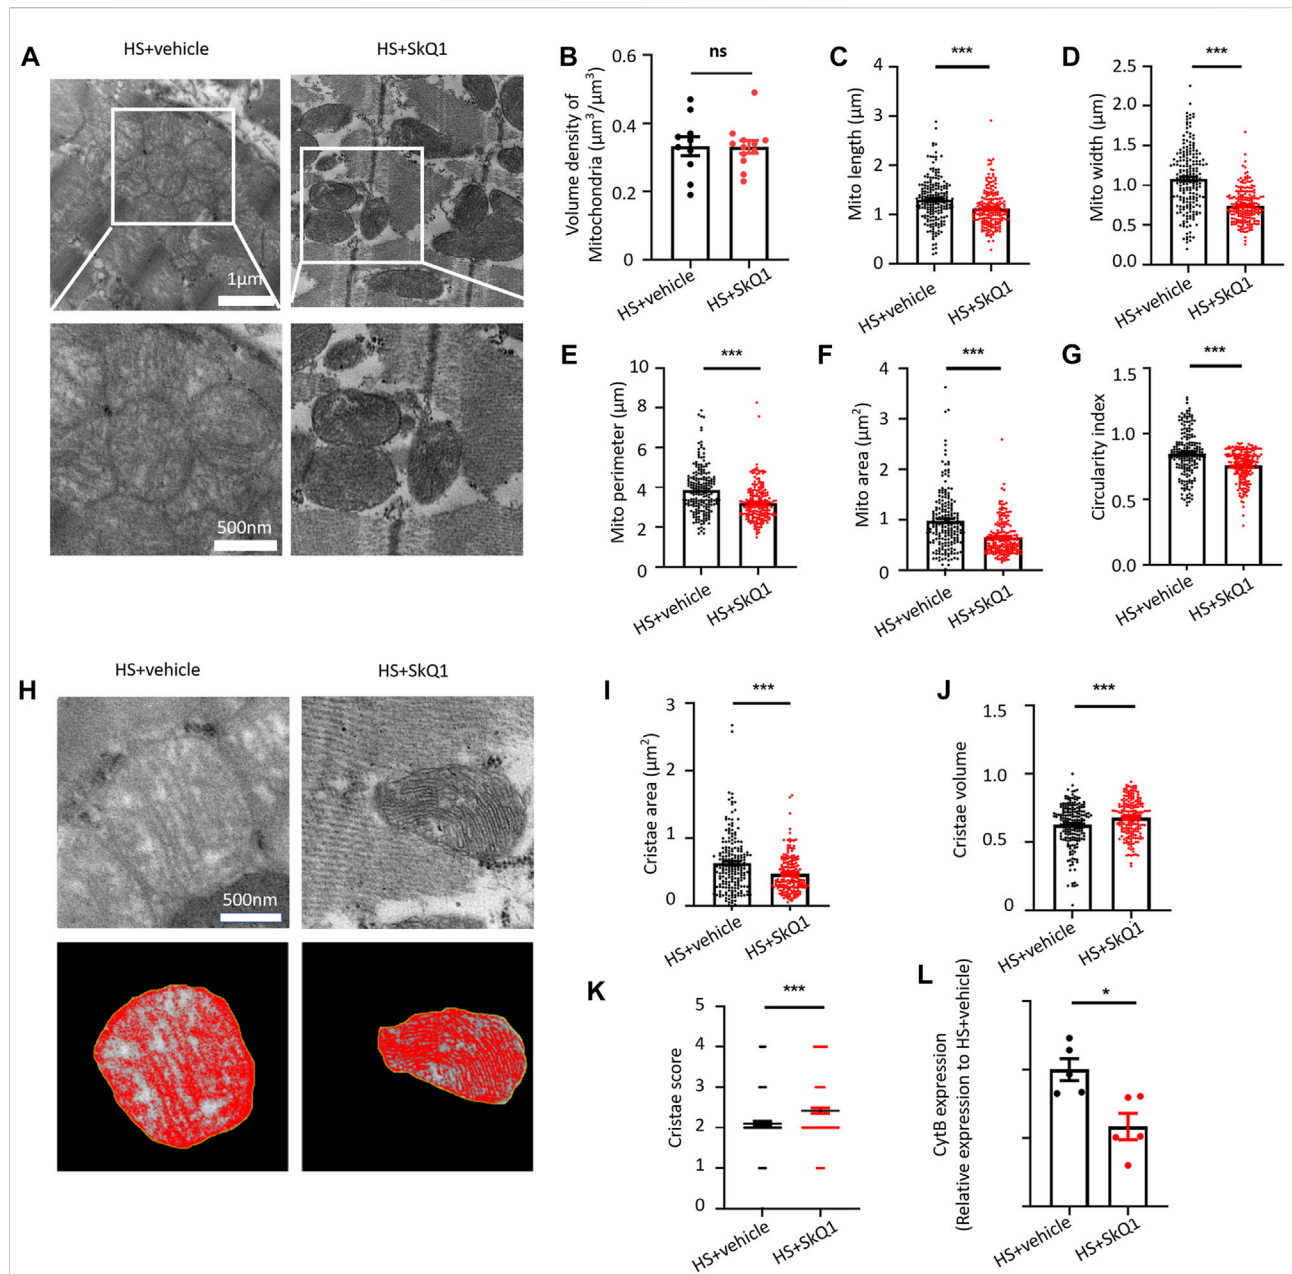 A
HS+vehicle
HS+SkQ1
1μm
500nm
B
ns
Volume density of
Mitochondria (μm³/μm³)
0.6
0.4
0.2
0
HS+vehicle
HS+SkQ1
C
***
Mito length (μm)
4
3
2
1
0
HS+vehicle
HS+SkQ1
D
***
Mito width (μm)
2.5
2.0
1.5
1.0
0.5
0.0
HS+vehicle
HS+SkQ1
E
***
Mito perimeter (μm)
10
8
6
4
2
0
HS+vehicle
HS+SkQ1
F
***
Mito area (μm²)
4
3
2
1
0
HS+vehicle
HS+SkQ1
G
***
Circularity index
1.5
1.0
0.5
0.0
HS+vehicle
HS+SkQ1
H
HS+vehicle
HS+SkQ1
500nm
I
***
Cristae area (μm²)
3
2
1
0
HS+vehicle
HS+SkQ1
J
***
Cristae volume
1.5
1.0
0.5
0
HS+vehicle
HS+SkQ1
K
***
Cristae score
5
4
3
2
1
0
HS+vehicle
HS+SkQ1
L
*
CytB expression
(Relative expression to HS+vehicle)
HS+vehicle
HS+SkQ1